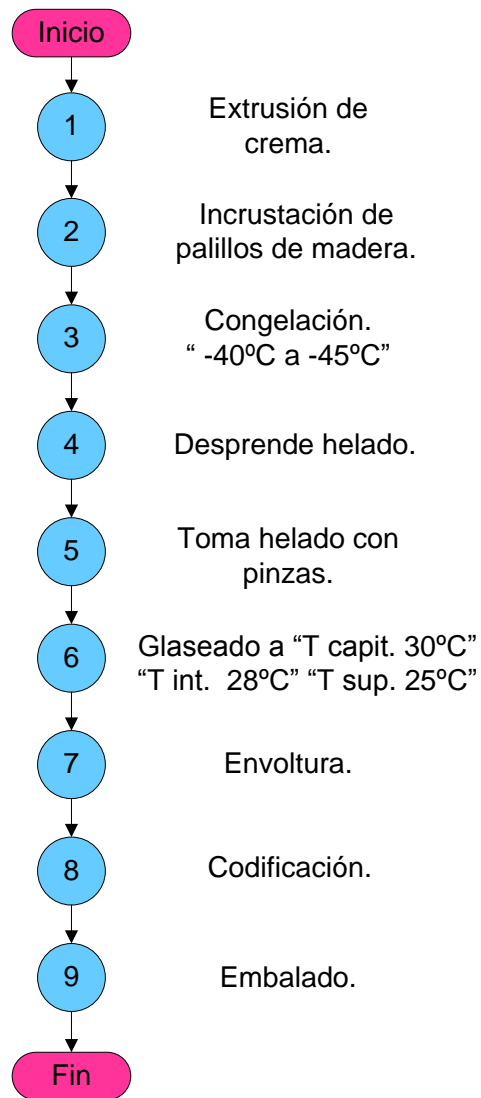 Inicio
1
Extrusión de
crema.
2
Incrustación de
palillos de madera.
3
Congelación.
“ -40ºC a -45ºC”
4
Desprende helado.
5
Toma helado con
pinzas.
6
Glaseado a “T capit. 30ºC”
“T int.  28ºC” “T sup. 25ºC”
7
Envoltura.
8
Codificación.
9
Embalado.
Fin